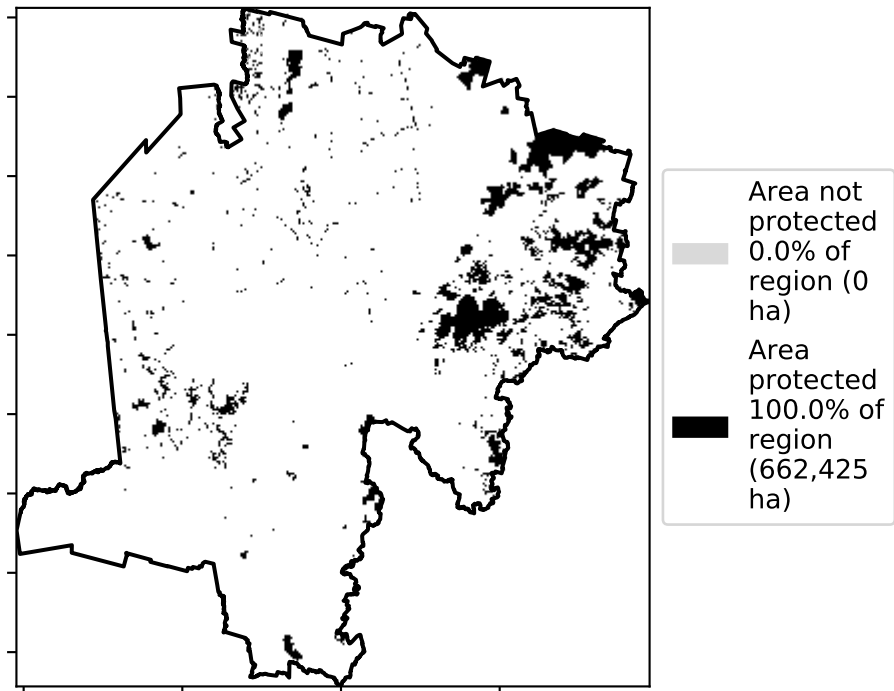 Area not
protected
0.0% of
region (0
ha)
Area
protected
100.0% of
region
(662,425
ha)